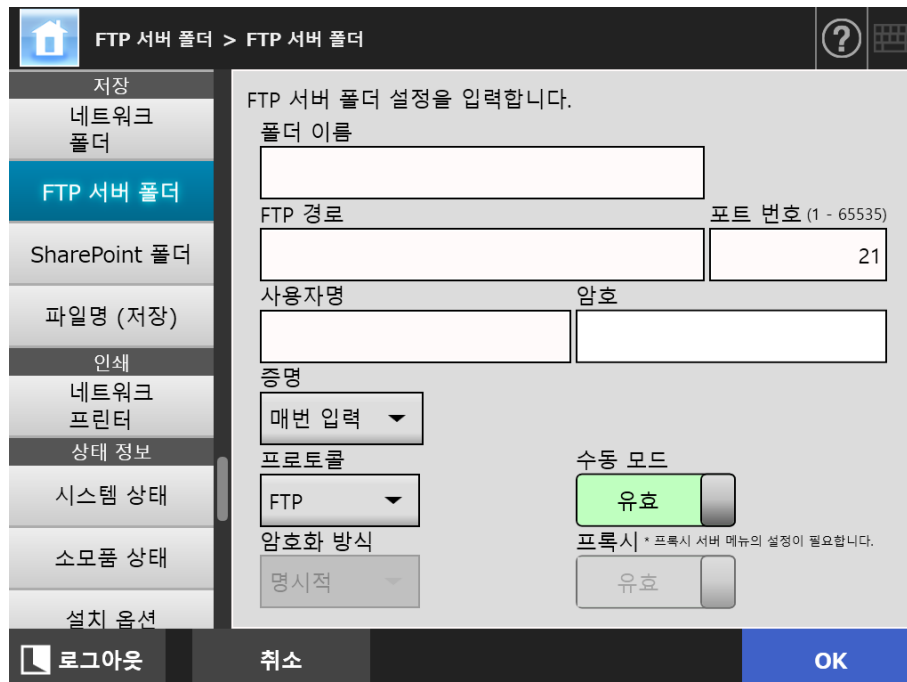 FTP 서버 폴더 > FTP 서버 폴더
?
저장
네트워크
폴더
FTP 서버 폴더
SharePoint 폴더
파일명 (저장)
인쇄
네트워크
프린터
상태 정보
시스템 상태
소모품 상태
설치 옵션
FTP 서버 폴더 설정을 입력합니다.
폴더 이름
FTP 경로
포트 번호 (1 - 65535)
21
사용자명
암호
증명
매번 입력
프로토콜
수동 모드
FTP
유효
암호화 방식
프록시 * 프록시 서버 메뉴의 설정이 필요합니다.
명시적
유효
로그아웃
취소
OK